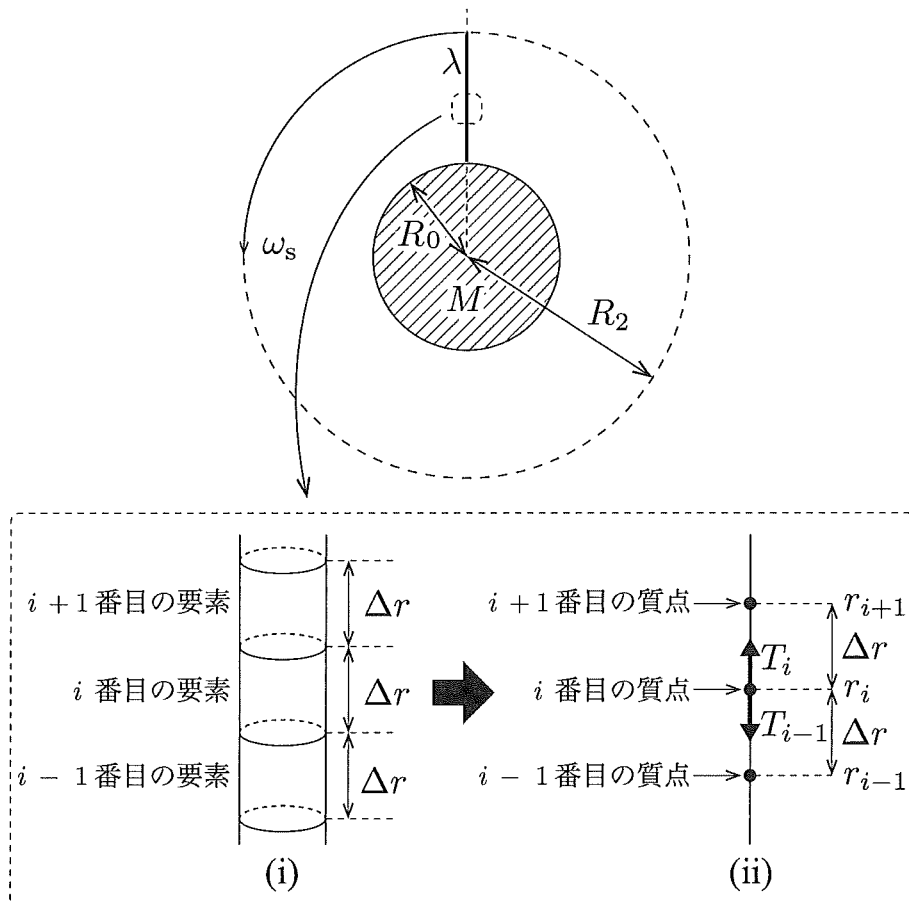 λ
R₀
ω_s
M
R₂
i + 1 番目の要素
Δr
i 番目の要素
Δr
i − 1 番目の要素
Δr
(i)
i + 1 番目の質点
r_{i+1}
Δr
T_i
i 番目の質点
r_i
T_{i−1}
Δr
i − 1 番目の質点
r_{i−1}
(ii)